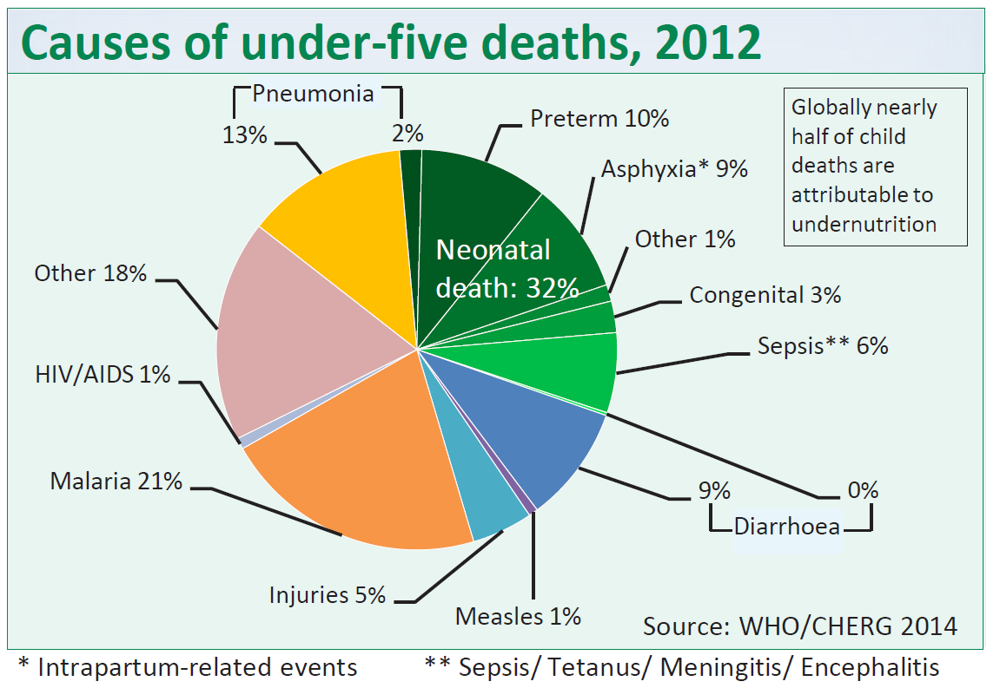 Causes of under-five deaths, 2012
Pneumonia
13%
2%
Preterm 10%
Asphyxia* 9%
Other 1%
Congenital 3%
Sepsis** 6%
0%
9%
Diarrhoea
Measles 1%
Injuries 5%
Malaria 21%
HIV/AIDS 1%
Other 18%
Neonatal
death: 32%
Globally nearly
half of child
deaths are
attributable to
undernutrition
Source: WHO/CHERG 2014
* Intrapartum-related events
** Sepsis/ Tetanus/ Meningitis/ Encephalitis